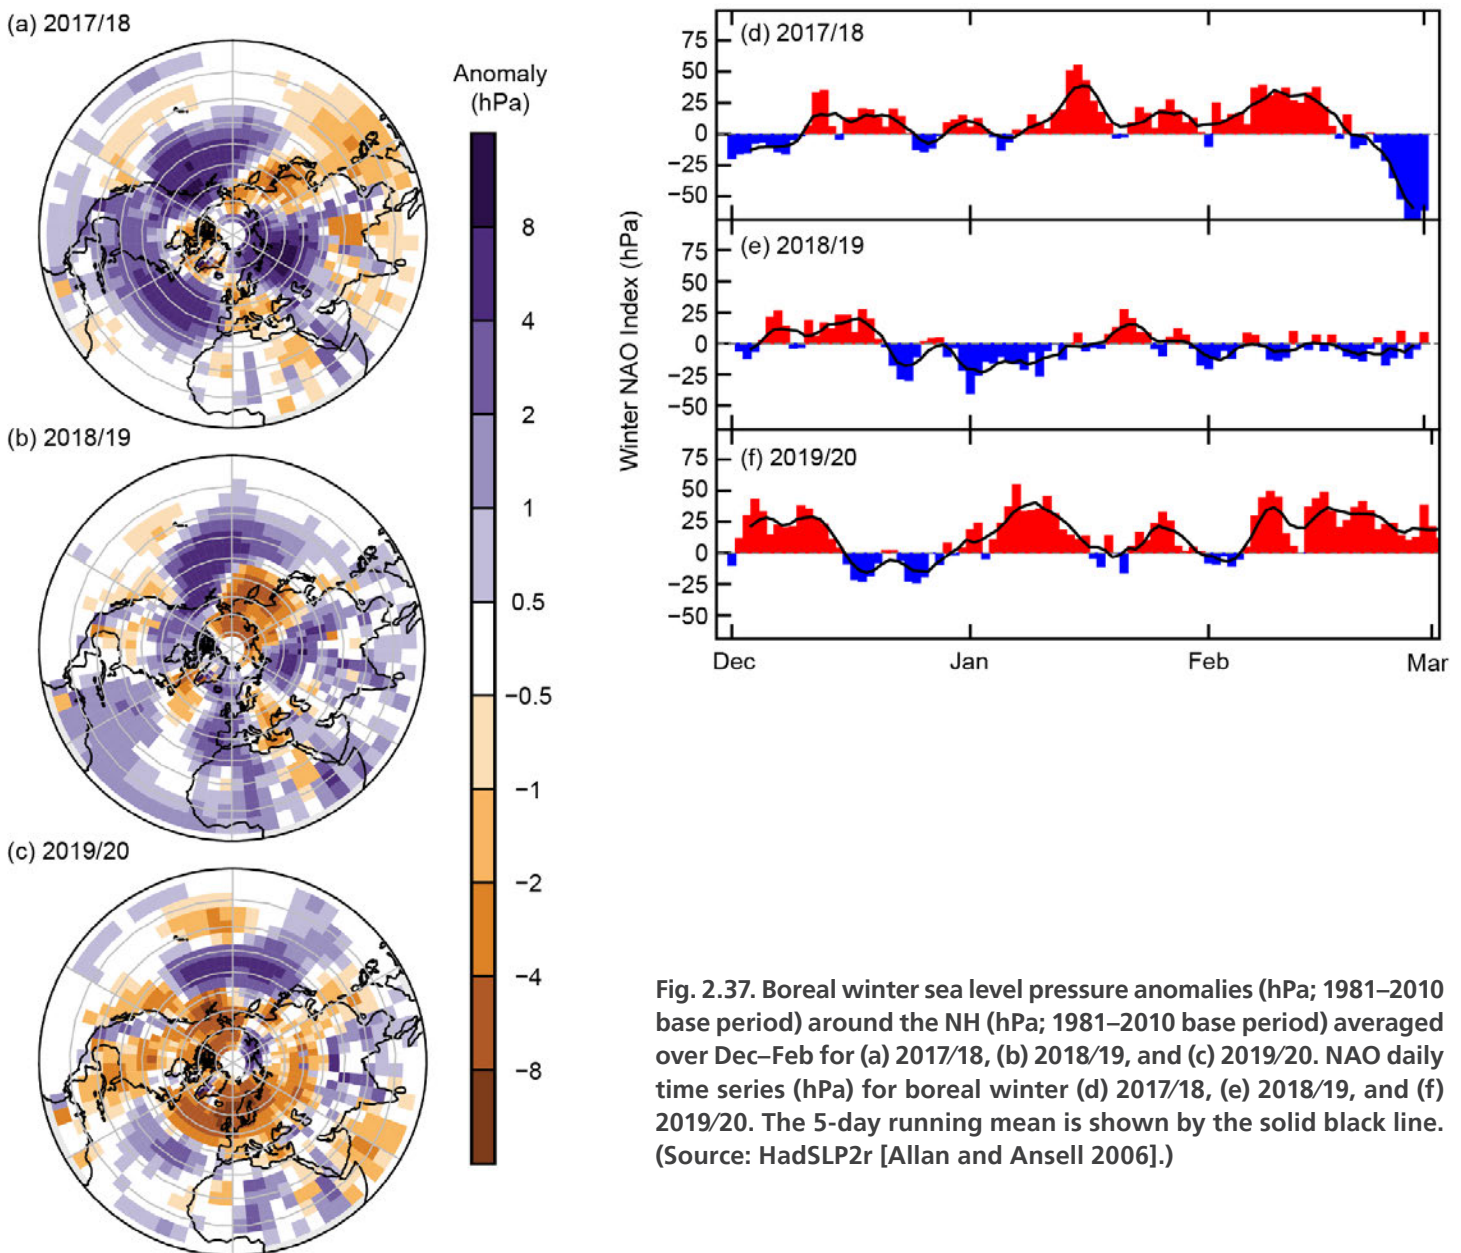 (a) 2017/18
Anomaly
(hPa)
8
4
2
1
0.5
−0.5
−1
−2
−4
−8
(b) 2018/19
(c) 2019/20
Winter NAO Index (hPa)
(d) 2017/18
75
50
25
0
−25
−50
(e) 2018/19
75
50
25
0
−25
−50
(f) 2019/20
75
50
25
0
−25
−50
Dec Jan Feb Mar
Fig. 2.37. Boreal winter sea level pressure anomalies (hPa; 1981–2010
base period) around the NH (hPa; 1981–2010 base period) averaged
over Dec–Feb for (a) 2017/18, (b) 2018/19, and (c) 2019/20. NAO daily
time series (hPa) for boreal winter (d) 2017/18, (e) 2018/19, and (f)
2019/20. The 5-day running mean is shown by the solid black line.
(Source: HadSLP2r [Allan and Ansell 2006].)